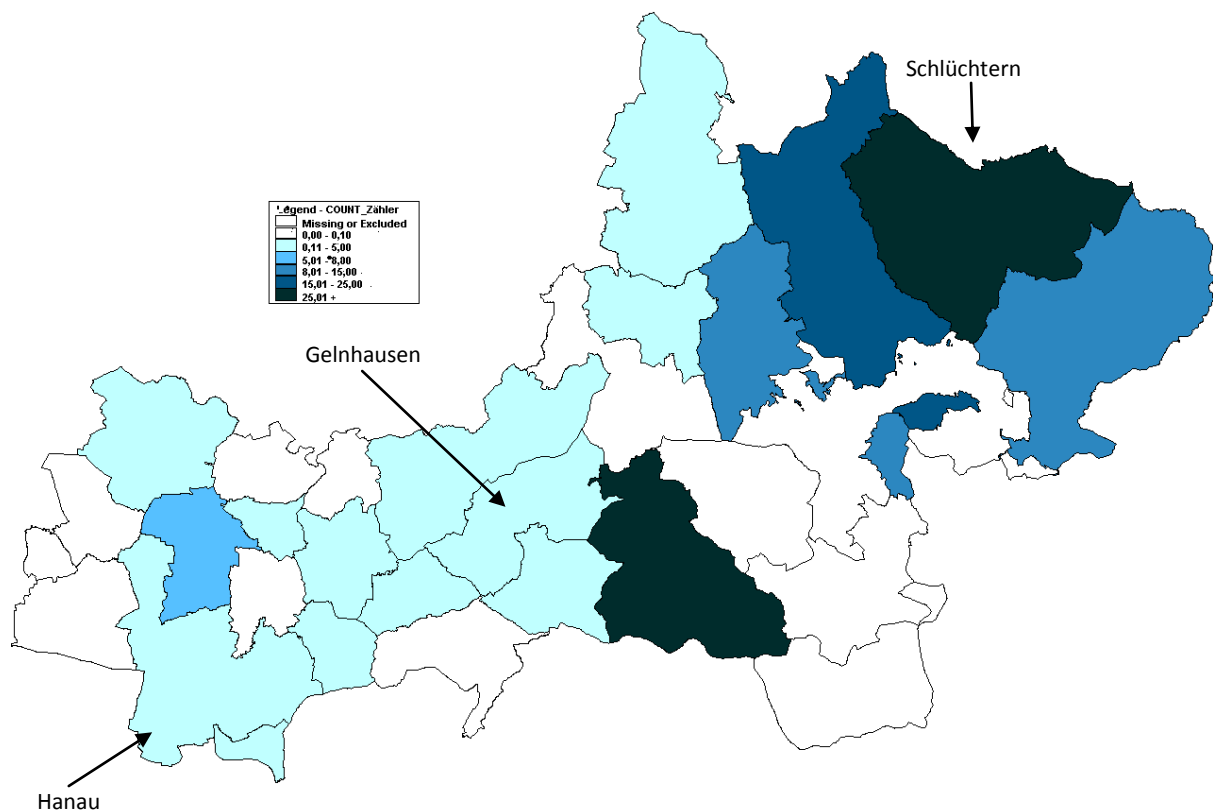 Schlüchtern
Legend - COUNT_Zähler
Missing or Excluded
0,00 - 0,10
0,11 - 5,00
5,01 - 8,00
8,01 - 15,00
15,01 - 25,00
25,01 +
Gelnhausen
Hanau